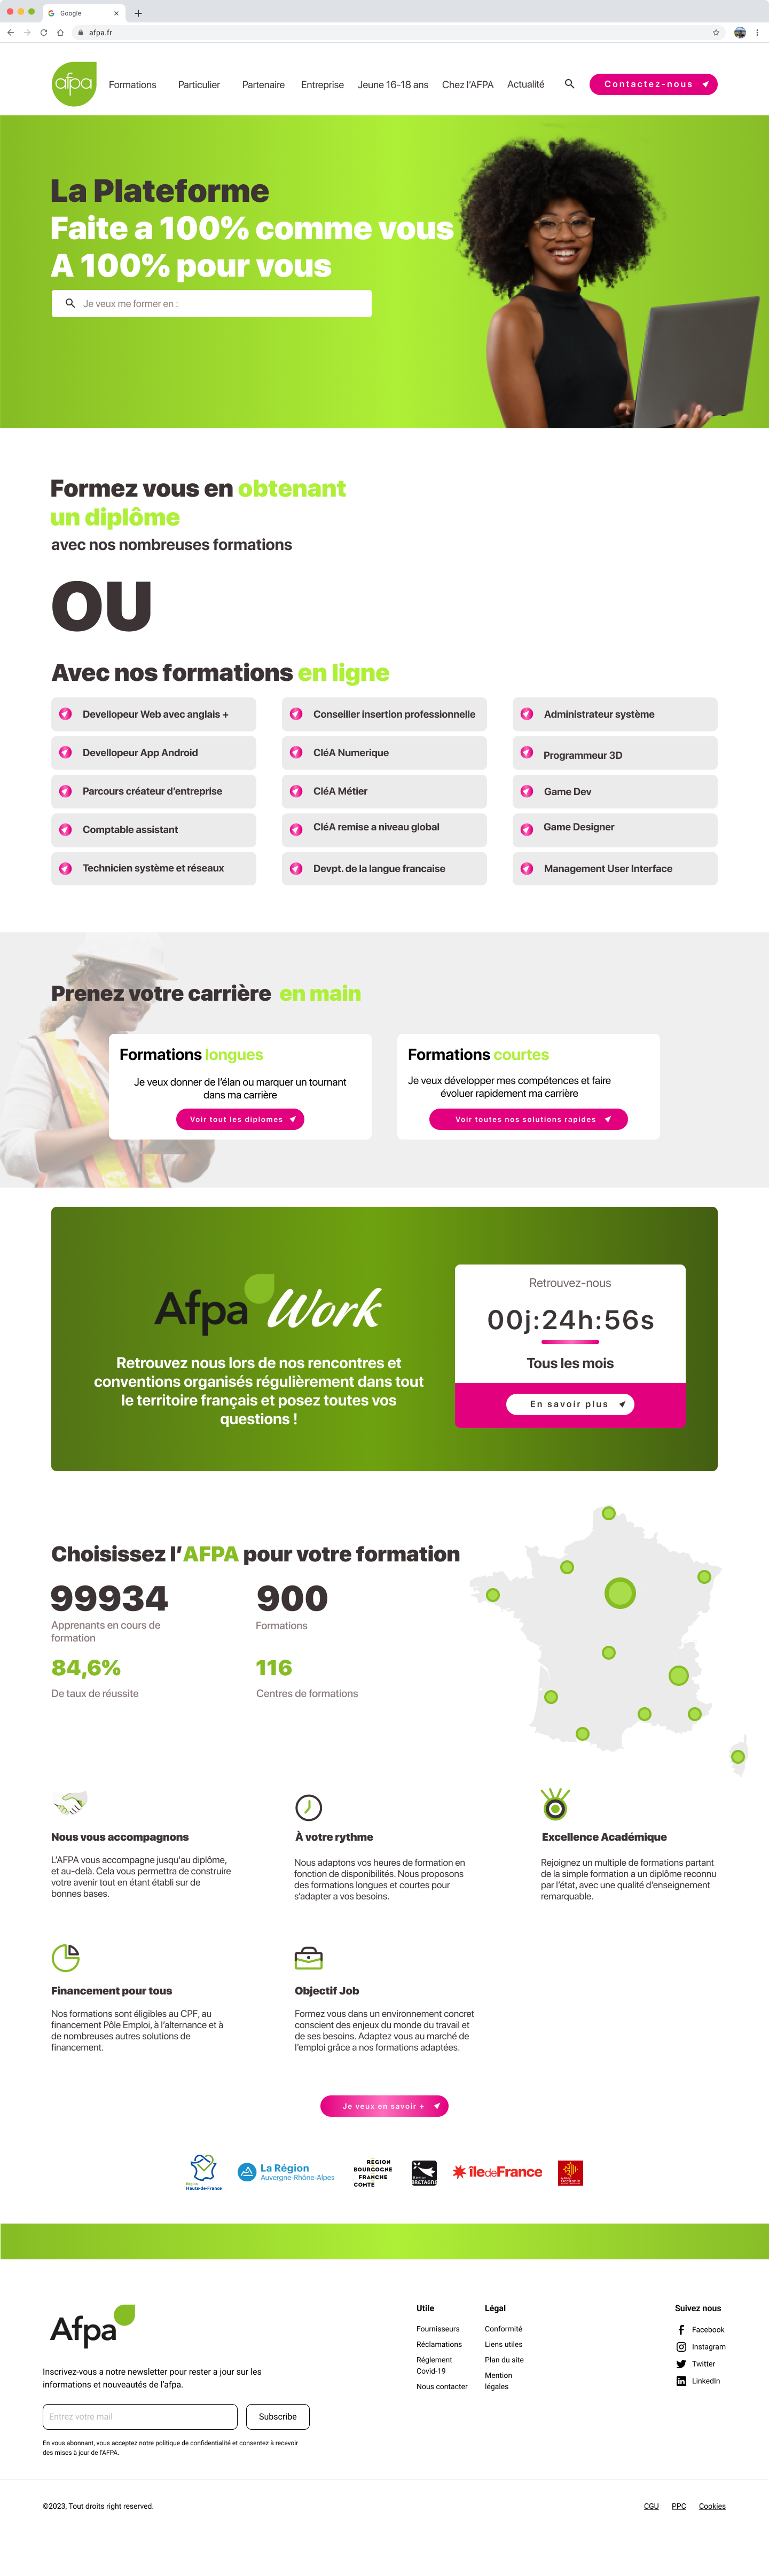 Google
afpa.fr
afpa
Formations
Particulier
Partenaire
Entreprise
Jeune 16-18 ans
Chez l'AFPA
Actualité
Contactez-nous
La Plateforme
Faite a 100% comme vous
A 100% pour vous
Je veux me former en :
Formez vous en obtenant
un diplôme
avec nos nombreuses formations
OU
Avec nos formations en ligne
Devellopeur Web avec anglais +
Conseiller insertion professionnelle
Administrateur système
Devellopeur App Android
CléA Numerique
Programmeur 3D
Parcours créateur d'entreprise
CléA Métier
Game Dev
Comptable assistant
CléA remise a niveau global
Game Designer
Technicien système et réseaux
Devpt. de la langue francaise
Management User Interface
Prenez votre carrière en main
Formations longues
Je veux donner de l'élan ou marquer un tournant
dans ma carrière
Voir tout les diplomes
Formations courtes
Je veux développer mes compétences et faire
évoluer rapidement ma carrière
Voir toutes nos solutions rapides
Afpa Work
Retrouvez nous lors de nos rencontres et
conventions organisés régulièrement dans tout
le territoire français et posez toutes vos
questions !
Retrouvez-nous
00j:24h:56s
Tous les mois
En savoir plus
Choisissez l'AFPA pour votre formation
99934
Apprenants en cours de
formation
900
Formations
84,6%
De taux de réussite
116
Centres de formations
Nous vous accompagnons
L'AFPA vous accompagne jusqu'au diplôme,
et au-delà. Cela vous permettra de construire
votre avenir tout en étant établi sur de
bonnes bases.
À votre rythme
Nous adaptons vos heures de formation en
fonction de disponibilités. Nous proposons
des formations longues et courtes pour
s'adapter a vos besoins.
Excellence Académique
Rejoignez un multiple de formations partant
de la simple formation a un diplôme reconnu
par l'état, avec une qualité d'enseignement
remarquable.
Financement pour tous
Nos formations sont éligibles au CPF, au
financement Pôle Emploi, à l'alternance et à
de nombreuses autres solutions de
financement.
Objectif Job
Formez vous dans un environnement concret
conscient des enjeux du monde du travail et
de ses besoins. Adaptez vous au marché de
l'emploi grâce a nos formations adaptées.
Je veux en savoir +
Région
Hauts-de-France
La Région
Auvergne-Rhône-Alpes
RÉGION
BOURGOGNE
FRANCHE
COMTÉ
Région
BRETAGNE
îledeFrance
Afpa
Inscrivez-vous a notre newsletter pour rester a jour sur les
informations et nouveautés de l'afpa.
Entrez votre mail
Subscribe
En vous abonnant, vous acceptez notre politique de confidentialité et consentez à recevoir
des mises à jour de l'AFPA.
Utile
Fournisseurs
Réclamations
Réglement
Covid-19
Nous contacter
Légal
Conformité
Liens utiles
Plan du site
Mention
légales
Suivez nous
Facebook
Instagram
Twitter
LinkedIn
©2023, Tout droits right reserved.
CGU
PPC
Cookies